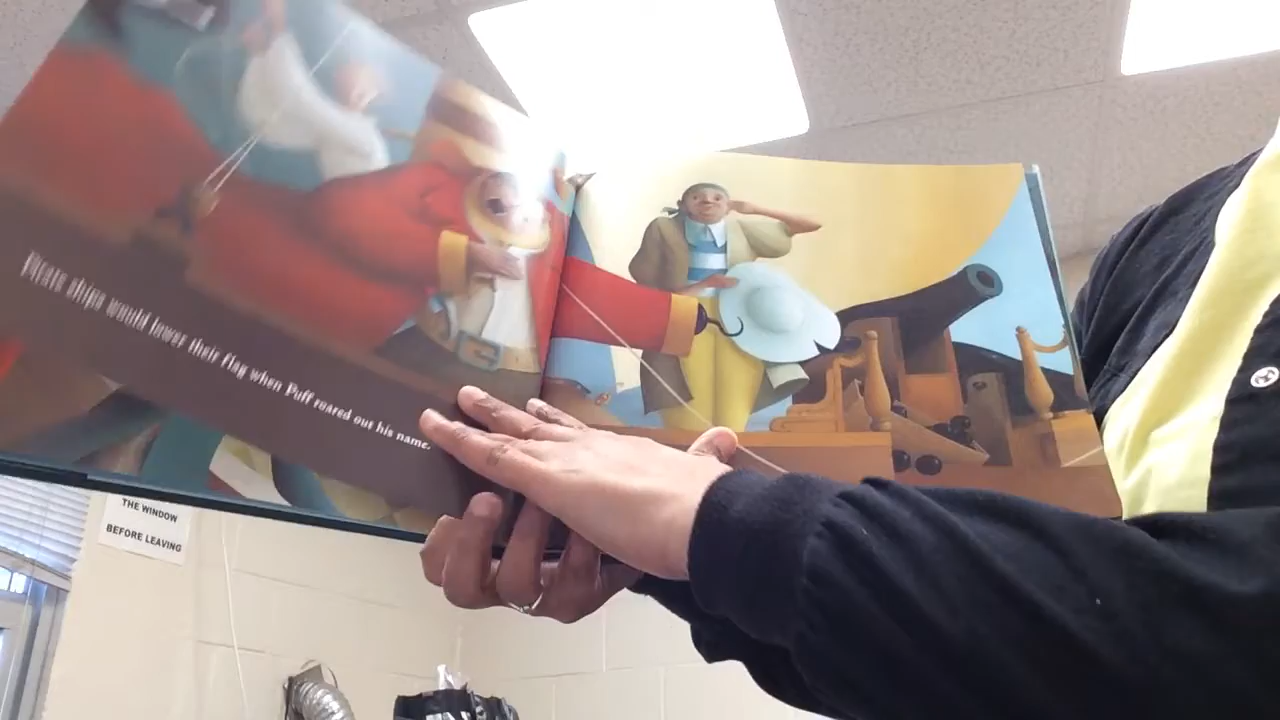 Pirate ships would lower their flag when Puff roared out his name.
THE WINDOW
BEFORE LEAVING